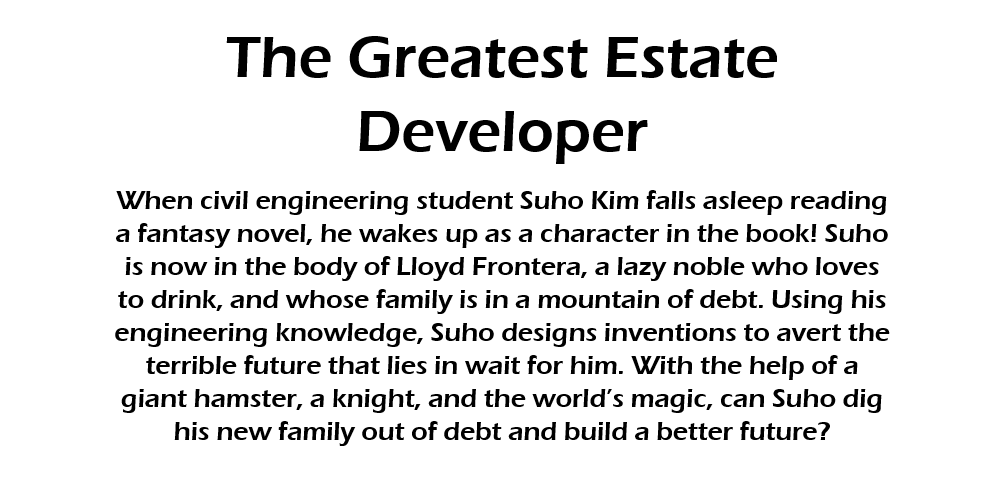 The Greatest Estate
Developer
When civil engineering student Suho Kim falls asleep reading
a fantasy novel, he wakes up as a character in the book! Suho
is now in the body of Lloyd Frontera, a lazy noble who loves
to drink, and whose family is in a mountain of debt. Using his
engineering knowledge, Suho designs inventions to avert the
terrible future that lies in wait for him. With the help of a
giant hamster, a knight, and the world’s magic, can Suho dig
his new family out of debt and build a better future?